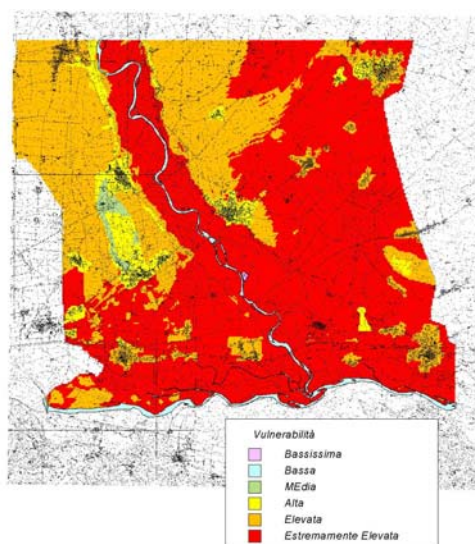 Vulnerabilità
Bassissima
Bassa
MEdia
Alta
Elevata
Estremamente Elevata